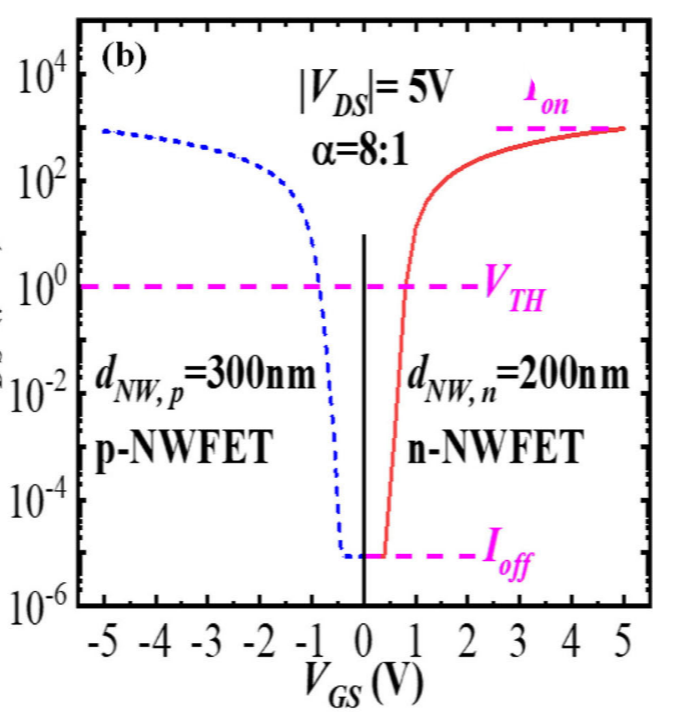 (b)
|V_DS|= 5V
α=8:1
I_on
V_TH
d_NW, p=300nm
d_NW, n=200nm
p-NWFET
n-NWFET
I_off
10^4
10^2
10^0
10^-2
10^-4
10^-6
-5 -4 -3 -2 -1 0 1 2 3 4 5
V_GS (V)